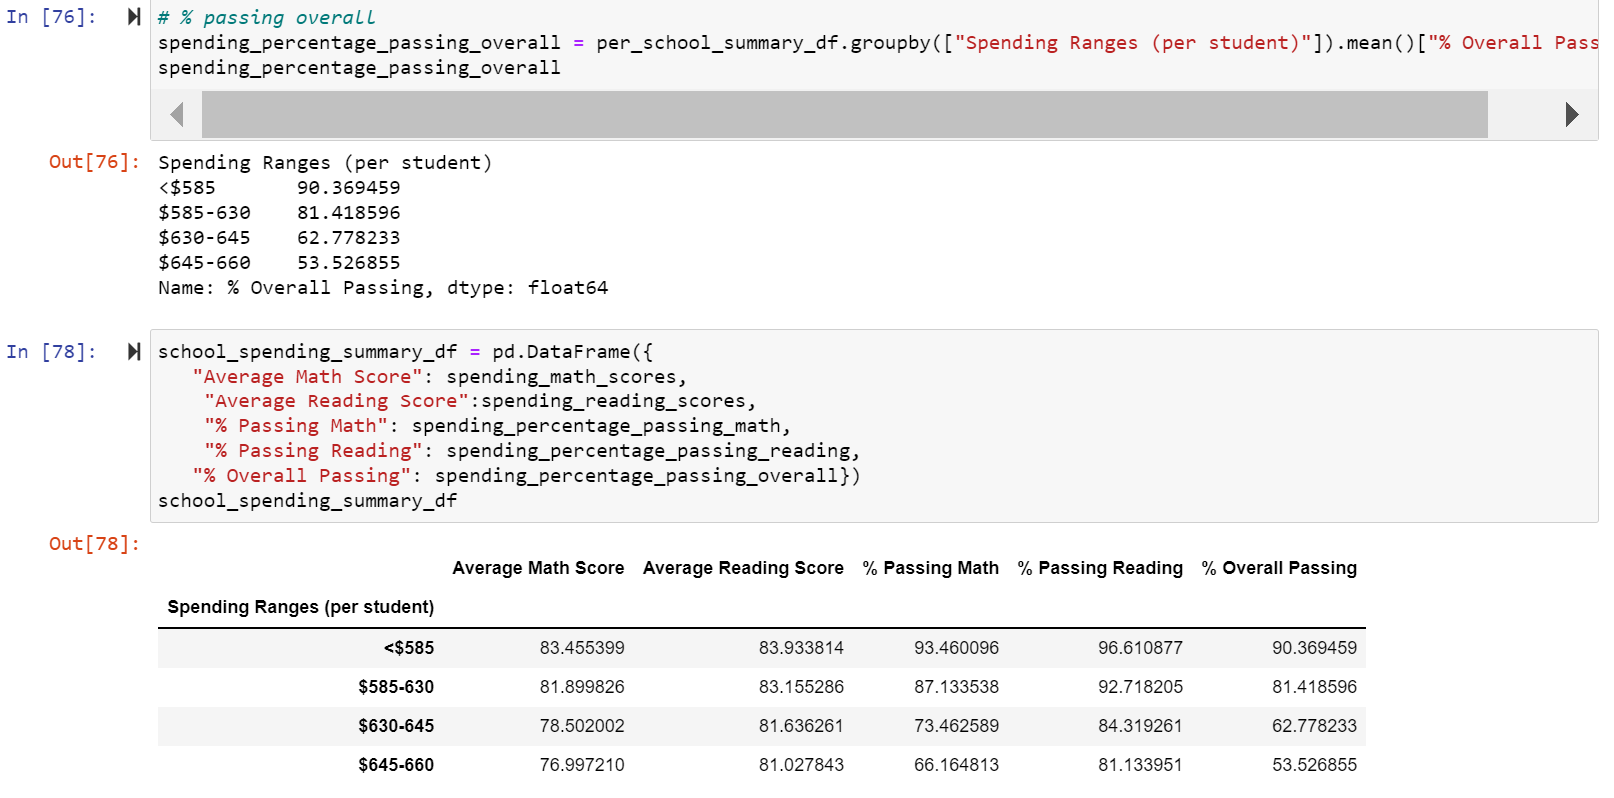 In [76]:
# % passing overall
spending_percentage_passing_overall = per_school_summary_df.groupby(["Spending Ranges (per student)"]).mean()["% Overall Pass
spending_percentage_passing_overall
Out[76]:
Spending Ranges (per student)
<$585 90.369459
$585-630 81.418596
$630-645 62.778233
$645-660 53.526855
Name: % Overall Passing, dtype: float64
In [78]:
school_spending_summary_df = pd.DataFrame({
"Average Math Score": spending_math_scores,
"Average Reading Score":spending_reading_scores,
"% Passing Math": spending_percentage_passing_math,
"% Passing Reading": spending_percentage_passing_reading,
"% Overall Passing": spending_percentage_passing_overall})
school_spending_summary_df
Out[78]:
Average Math Score Average Reading Score % Passing Math % Passing Reading % Overall Passing
Spending Ranges (per student)
<$585 83.455399 83.933814 93.460096 96.610877 90.369459
$585-630 81.899826 83.155286 87.133538 92.718205 81.418596
$630-645 78.502002 81.636261 73.462589 84.319261 62.778233
$645-660 76.997210 81.027843 66.164813 81.133951 53.526855